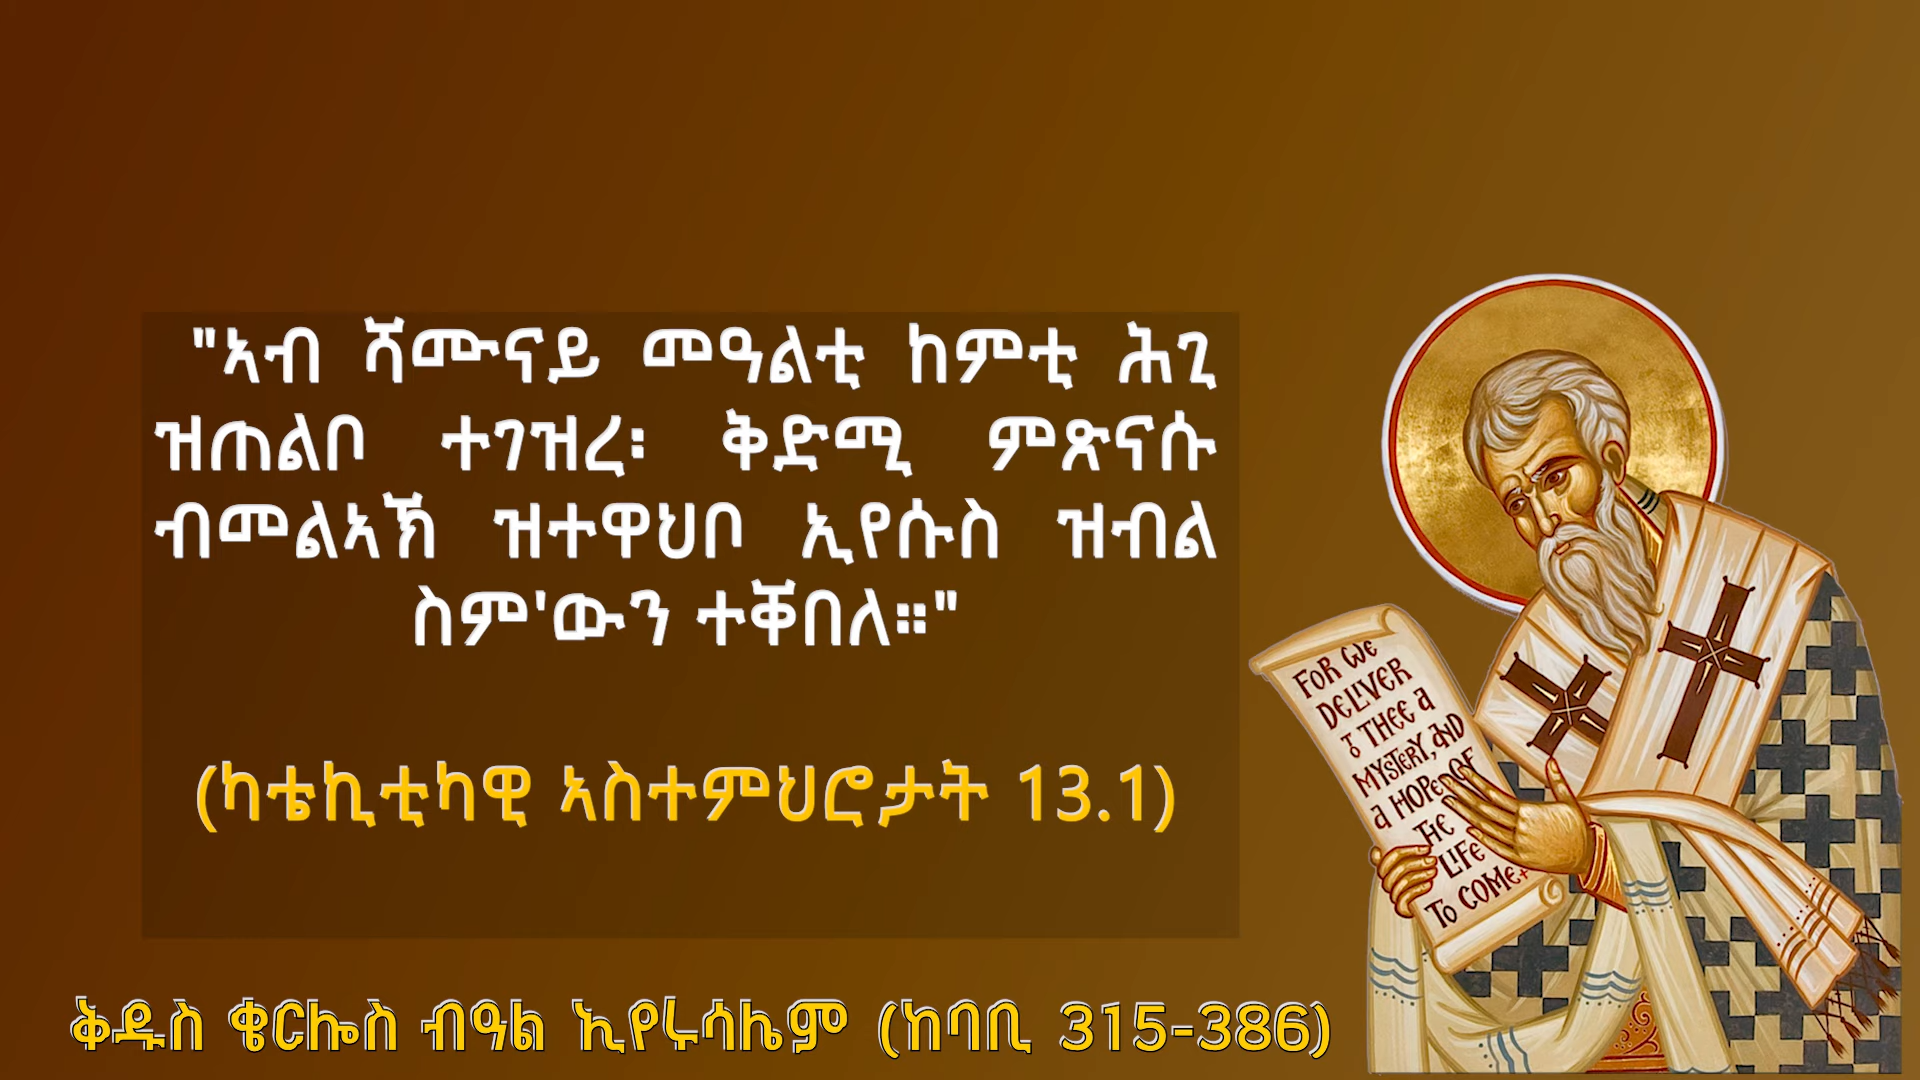 "ኣብ ሻሙናይ መዓልቲ ከምቲ ሕጊ
ዝጠልቦ ተገዝረ፡ ቅድሚ ምጽናሱ
ብመልኣኽ ዝተዋህቦ ኢየሱስ ዝብል
ስም'ውን ተቐበለ።"
(ካቴኪቲካዊ ኣስተምህሮታት 13.1)
FOR WE
DELIVER
TO THEE A
MYSTERY, AND
A HOPE OF
THE
LIFE
TO COME+
ቅዱስ ቄርሎስ ብዓል ኢየሩሳሌም (ከባቢ 315-386)